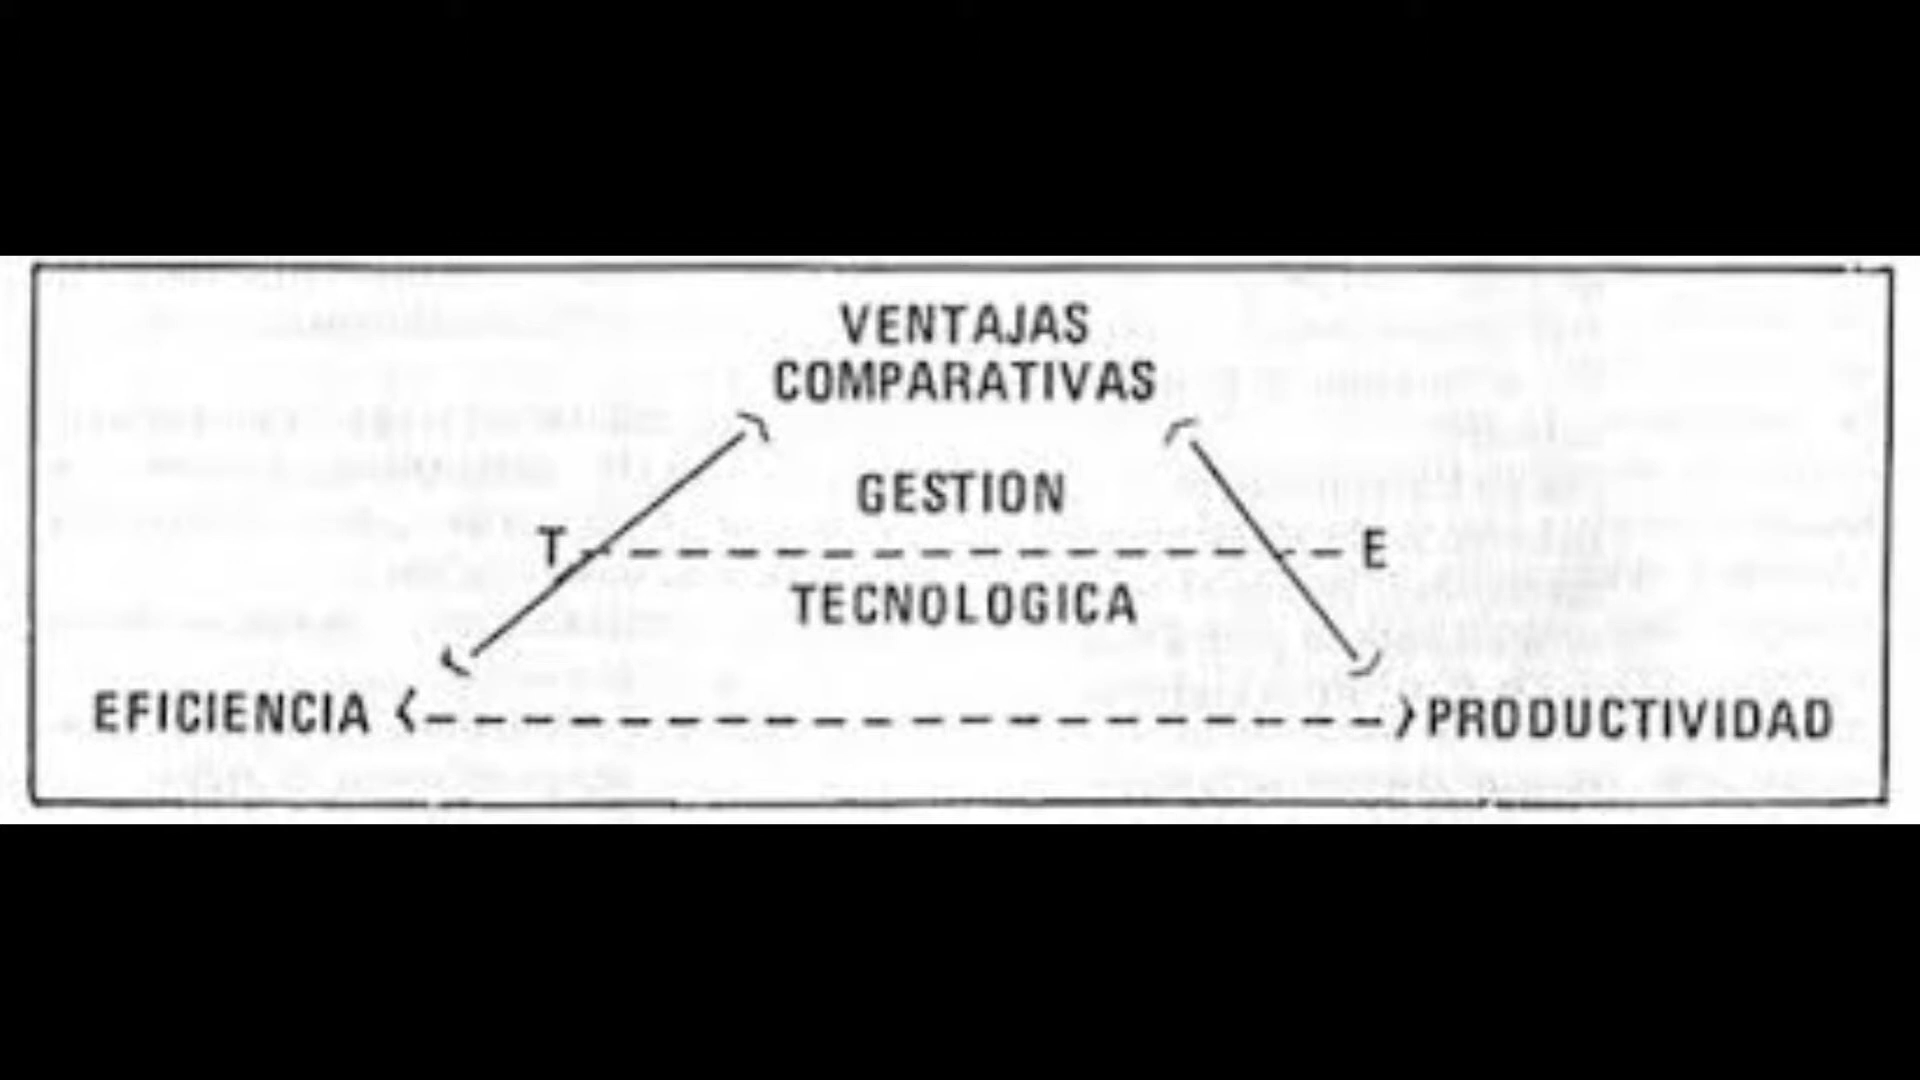 VENTAJAS
COMPARATIVAS
GESTION
T E
TECNOLOGICA
EFICIENCIA PRODUCTIVIDAD